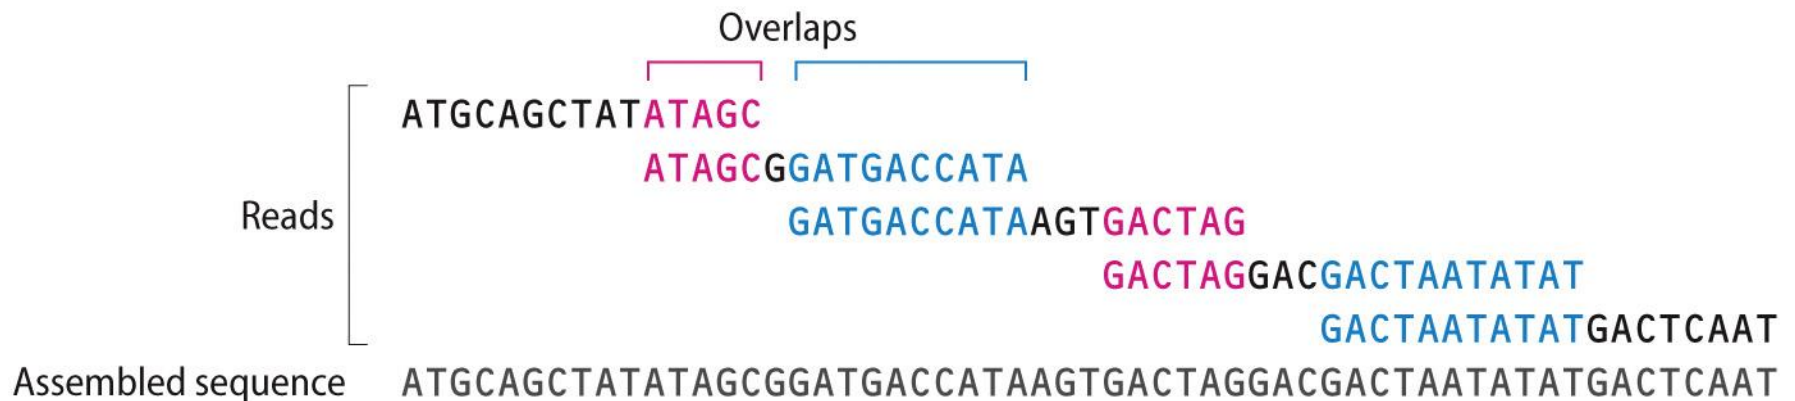 Overlaps
ATGCAGCTATATAGC
ATAGCGGATGACCATA
Reads
GATGACCATAAGTGACTAG
GACTAGGACGACTAATATAT
GACTAATATATGACTCAAT
Assembled sequence ATGCAGCTATATAGCGGATGACCATAAGTGACTAGGACGACTAATATATGACTCAAT